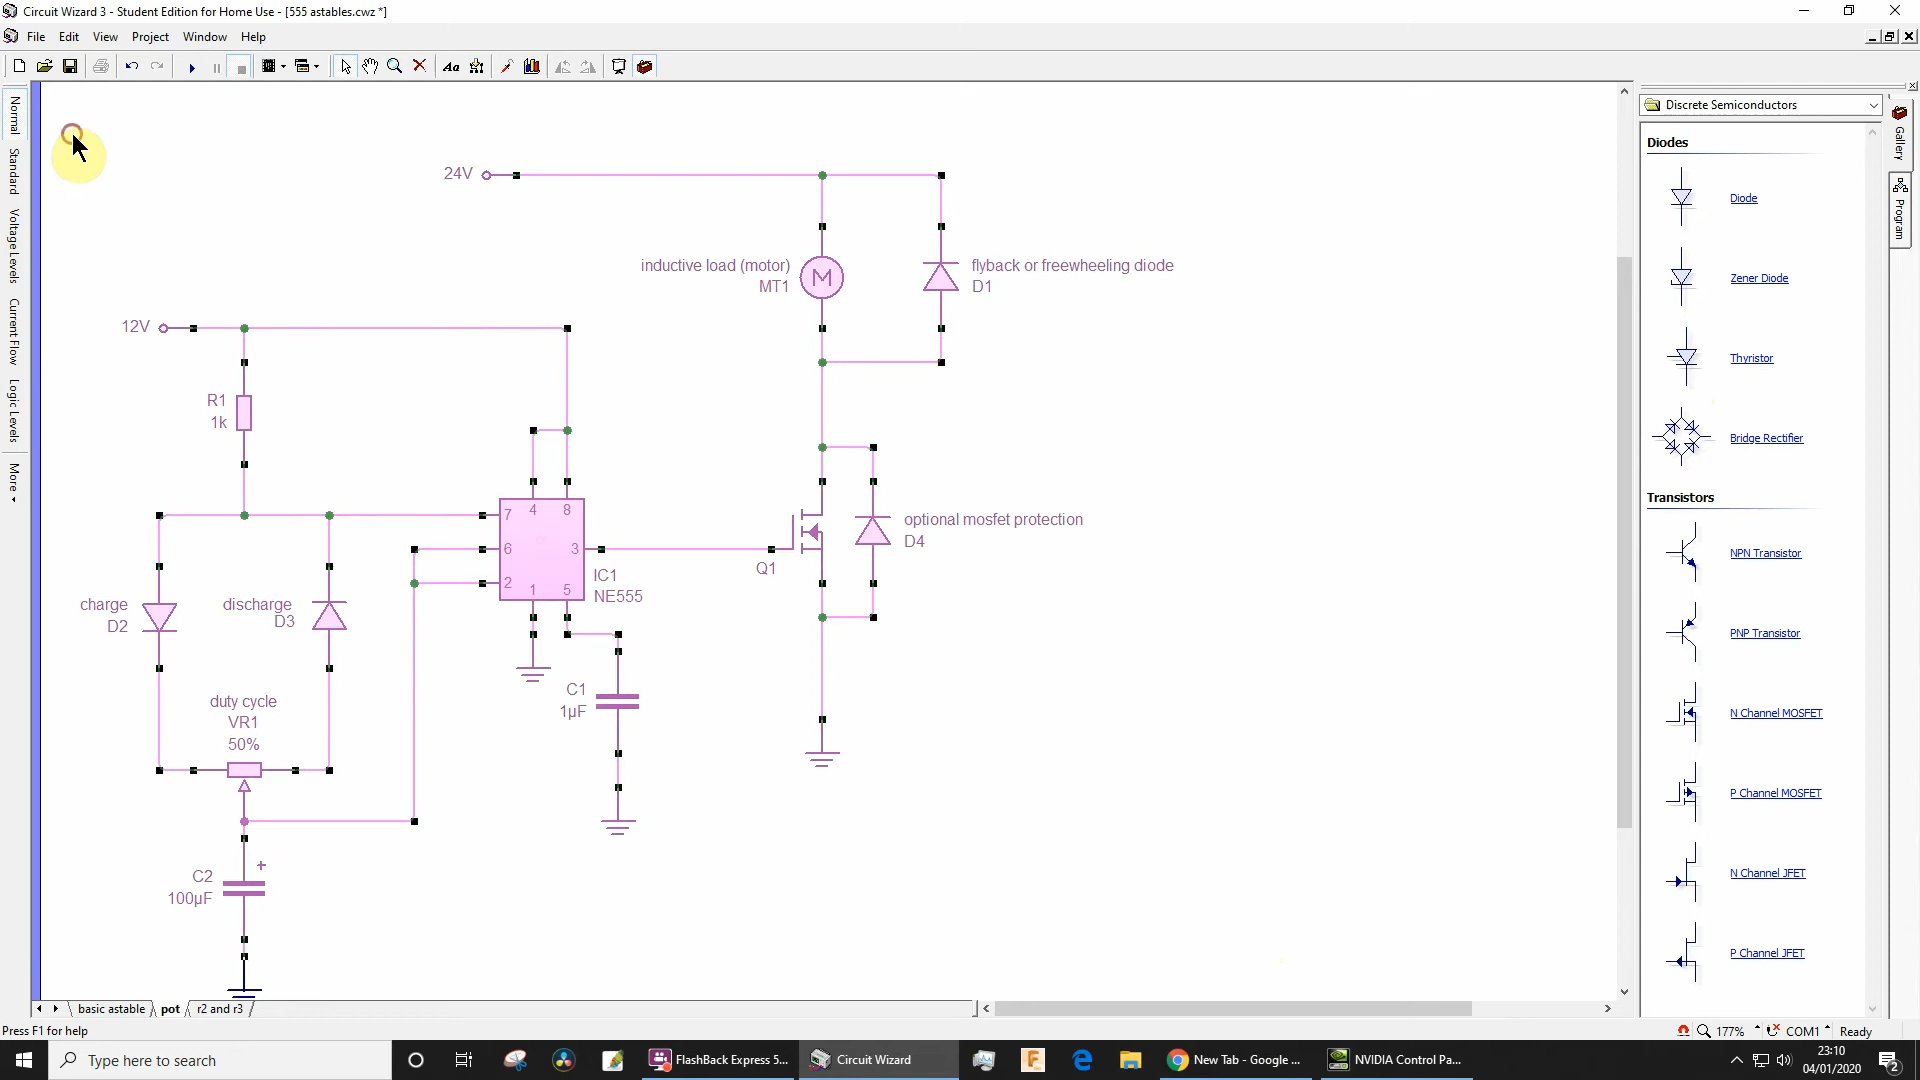 Circuit Wizard 3 - Student Edition for Home Use - [555 astables.cwz *]
File Edit View Project Window Help
Aa
Normal
Standard
Voltage Levels
Current Flow
Logic Levels
More
24V
inductive load (motor)
MT1
M
flyback or freewheeling diode
D1
12V
R1
1k
4 8
7
6
3
2
1 5
IC1
NE555
Q1
optional mosfet protection
D4
charge
D2
discharge
D3
duty cycle
VR1
50%
C1
1µF
+
C2
100µF
Discrete Semiconductors
Gallery
Program
Diodes
Diode
Zener Diode
Thyristor
Bridge Rectifier
Transistors
NPN Transistor
PNP Transistor
N Channel MOSFET
P Channel MOSFET
N Channel JFET
P Channel JFET
basic astable pot r2 and r3
Press F1 for help
177% COM1 Ready
Type here to search
FlashBack Express 5...
Circuit Wizard
New Tab - Google ...
NVIDIA Control Pa...
23:10
04/01/2020
2